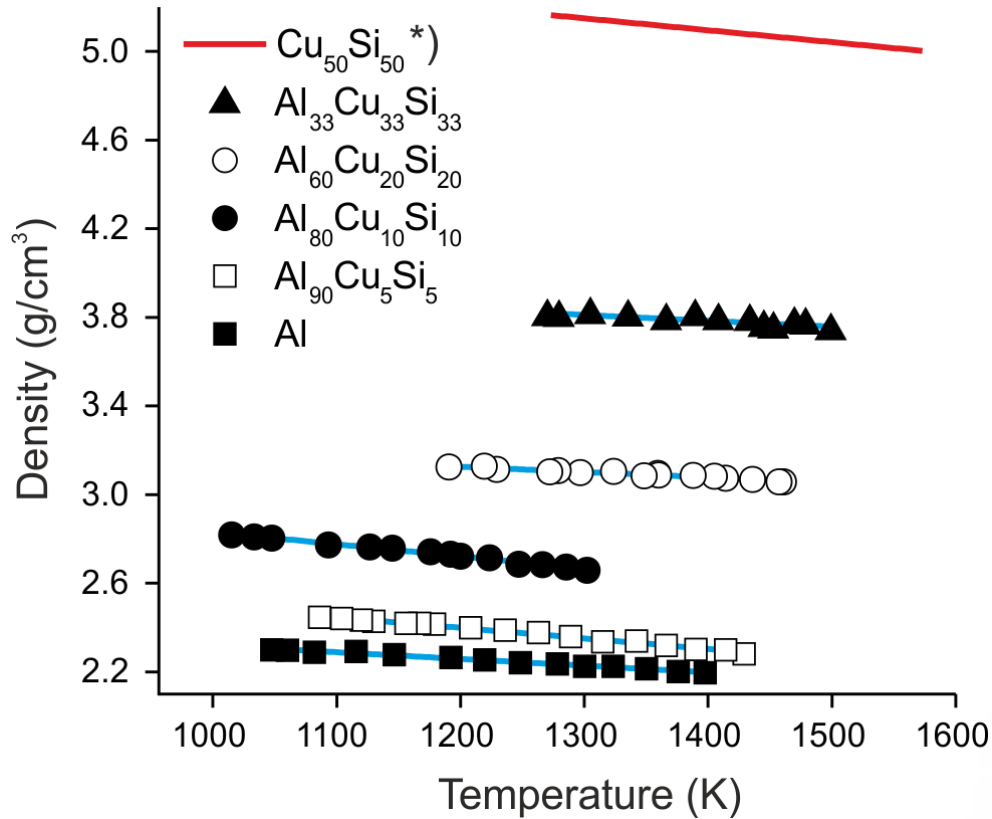 Cu50Si50 *)
Al33Cu33Si33
Al60Cu20Si20
Al80Cu10Si10
Al90Cu5Si5
Al
Density (g/cm3)
5.0
4.6
4.2
3.8
3.4
3.0
2.6
2.2
1000 1100 1200 1300 1400 1500 1600
Temperature (K)